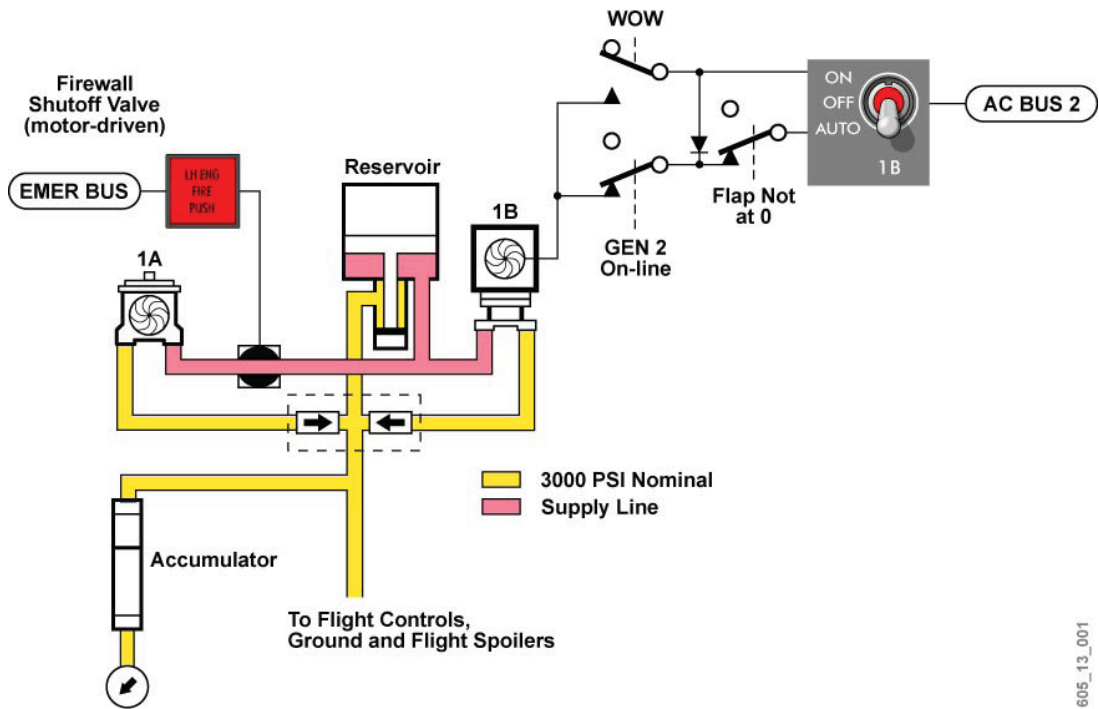 WOW
Firewall
Shutoff Valve
(motor-driven)
ON
OFF
AUTO
1B
AC BUS 2
EMER BUS
LH ENG
FIRE
PUSH
Reservoir
1A
1B
GEN 2
On-line
Flap Not
at 0
3000 PSI Nominal
Supply Line
Accumulator
To Flight Controls,
Ground and Flight Spoilers
605_13_001